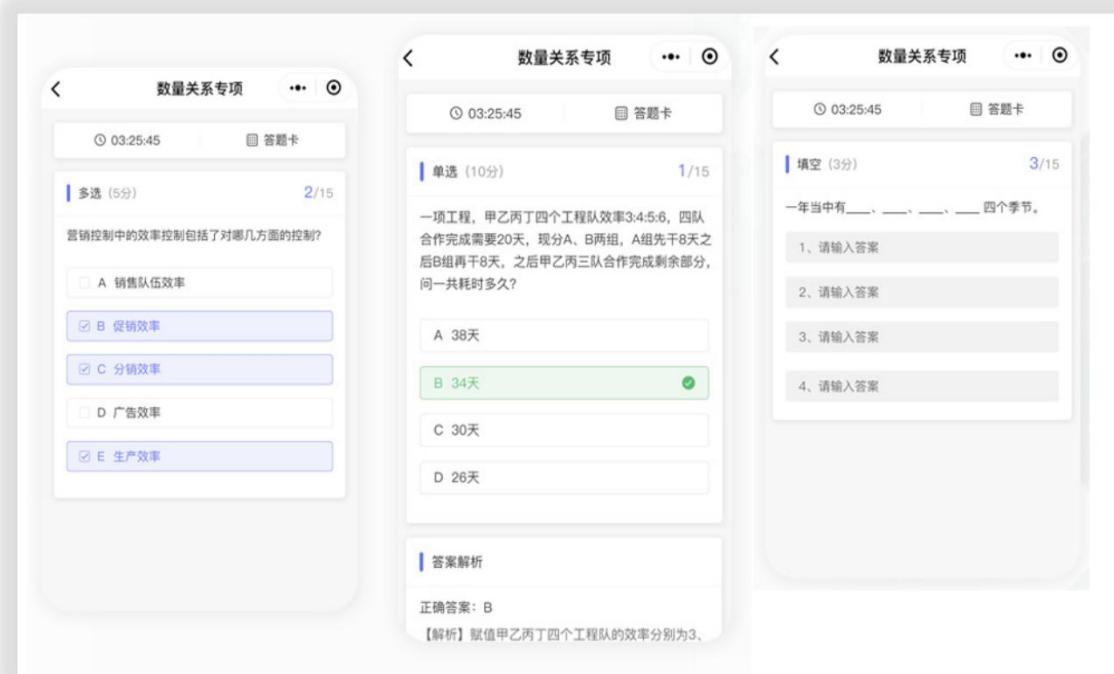 数量关系专项
03:25:45 答题卡
多选（5分） 2/15
营销控制中的效率控制包括了对哪几方面的控制?
A 销售队伍效率
B 促销效率
C 分销效率
D 广告效率
E 生产效率
数量关系专项
03:25:45 答题卡
单选（10分） 1/15
一项工程，甲乙丙丁四个工程队效率3:4:5:6，四队
合作完成需要20天，现分A、B两组，A组先干8天之
后B组再干8天，之后甲乙丙三队合作完成剩余部分，
问一共耗时多久?
A 38天
B 34天
C 30天
D 26天
答案解析
正确答案：B
【解析】赋值甲乙丙丁四个工程队的效率分别为3、
数量关系专项
03:25:45 答题卡
填空（3分） 3/15
一年当中有____、____、____、____ 四个季节。
1、请输入答案
2、请输入答案
3、请输入答案
4、请输入答案